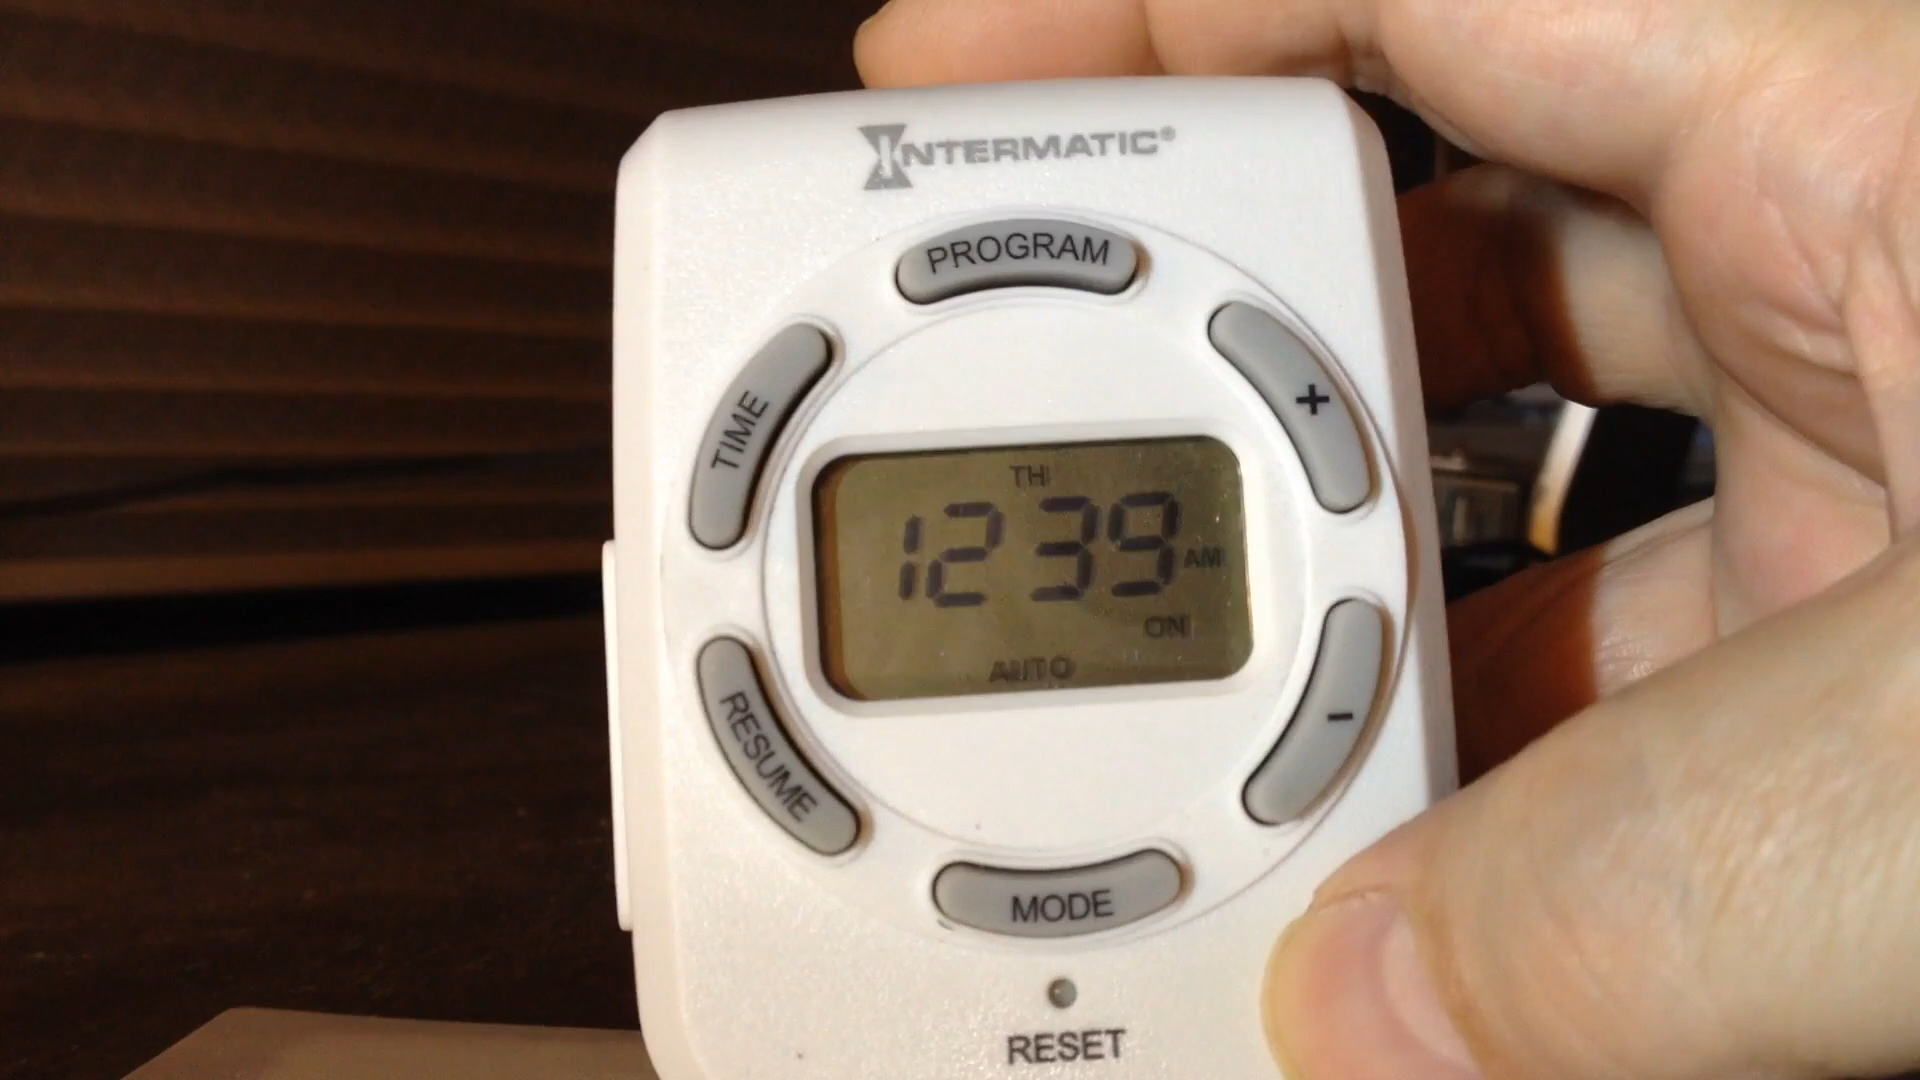 INTERMATIC®
PROGRAM
TIME
+
TH
12 39 AM
ON
AUTO
-
RESUME
MODE
RESET